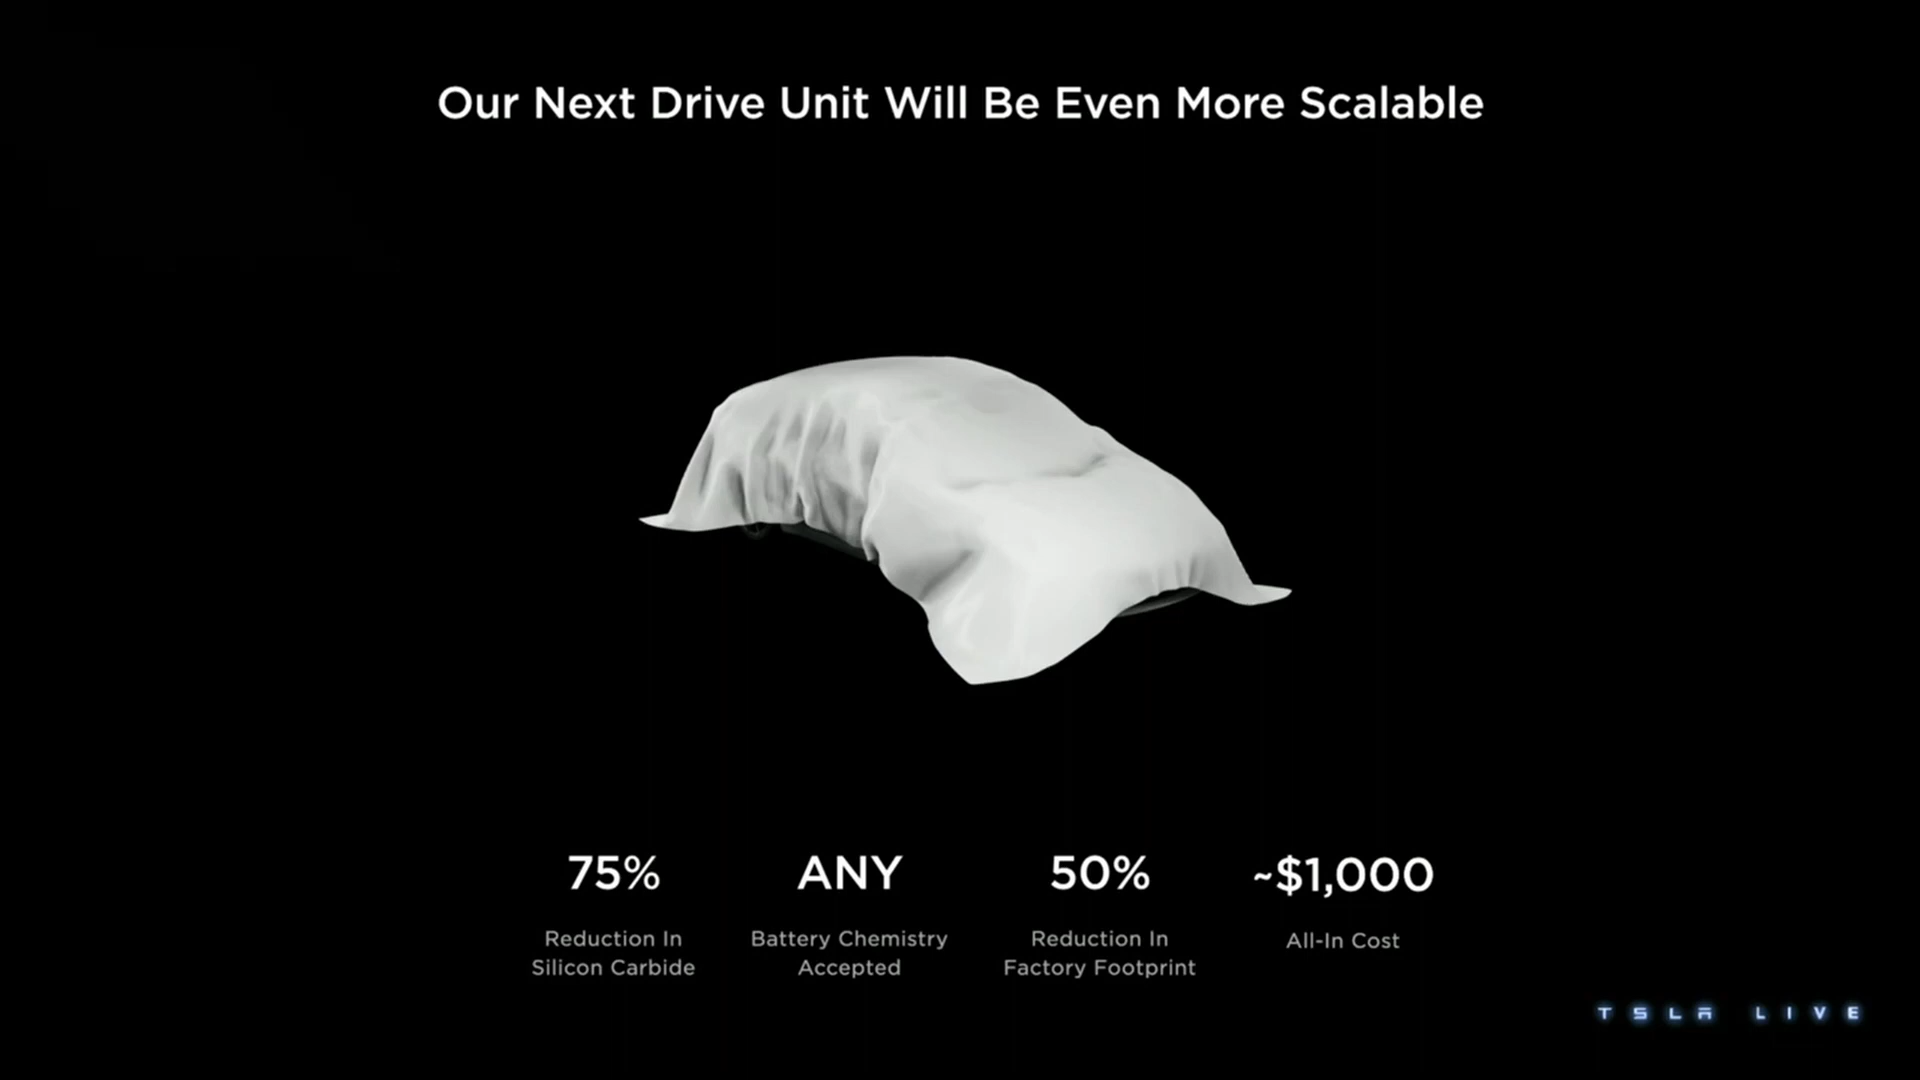 Our Next Drive Unit Will Be Even More Scalable
75%
Reduction In
Silicon Carbide
ANY
Battery Chemistry
Accepted
50%
Reduction In
Factory Footprint
~$1,000
All-In Cost
TSLA LIVE